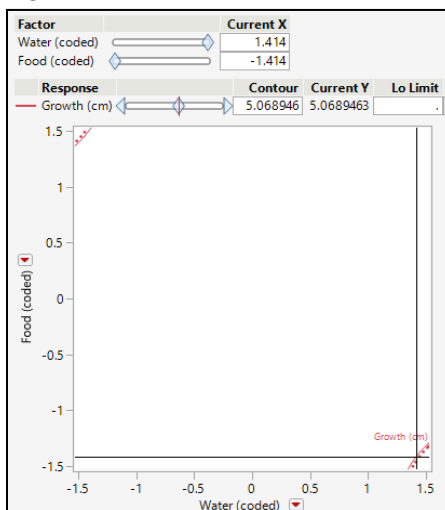 Factor Current X
Water (coded) 1.414
Food (coded) -1.414
Response Contour Current Y Lo Limit
Growth (cm) 5.068946 5.0689463 .
1.5
1
0.5
0
-0.5
-1
-1.5
Food (coded)
Growth (cm)
-1.5 -1 -0.5 0 0.5 1 1.5
Water (coded)